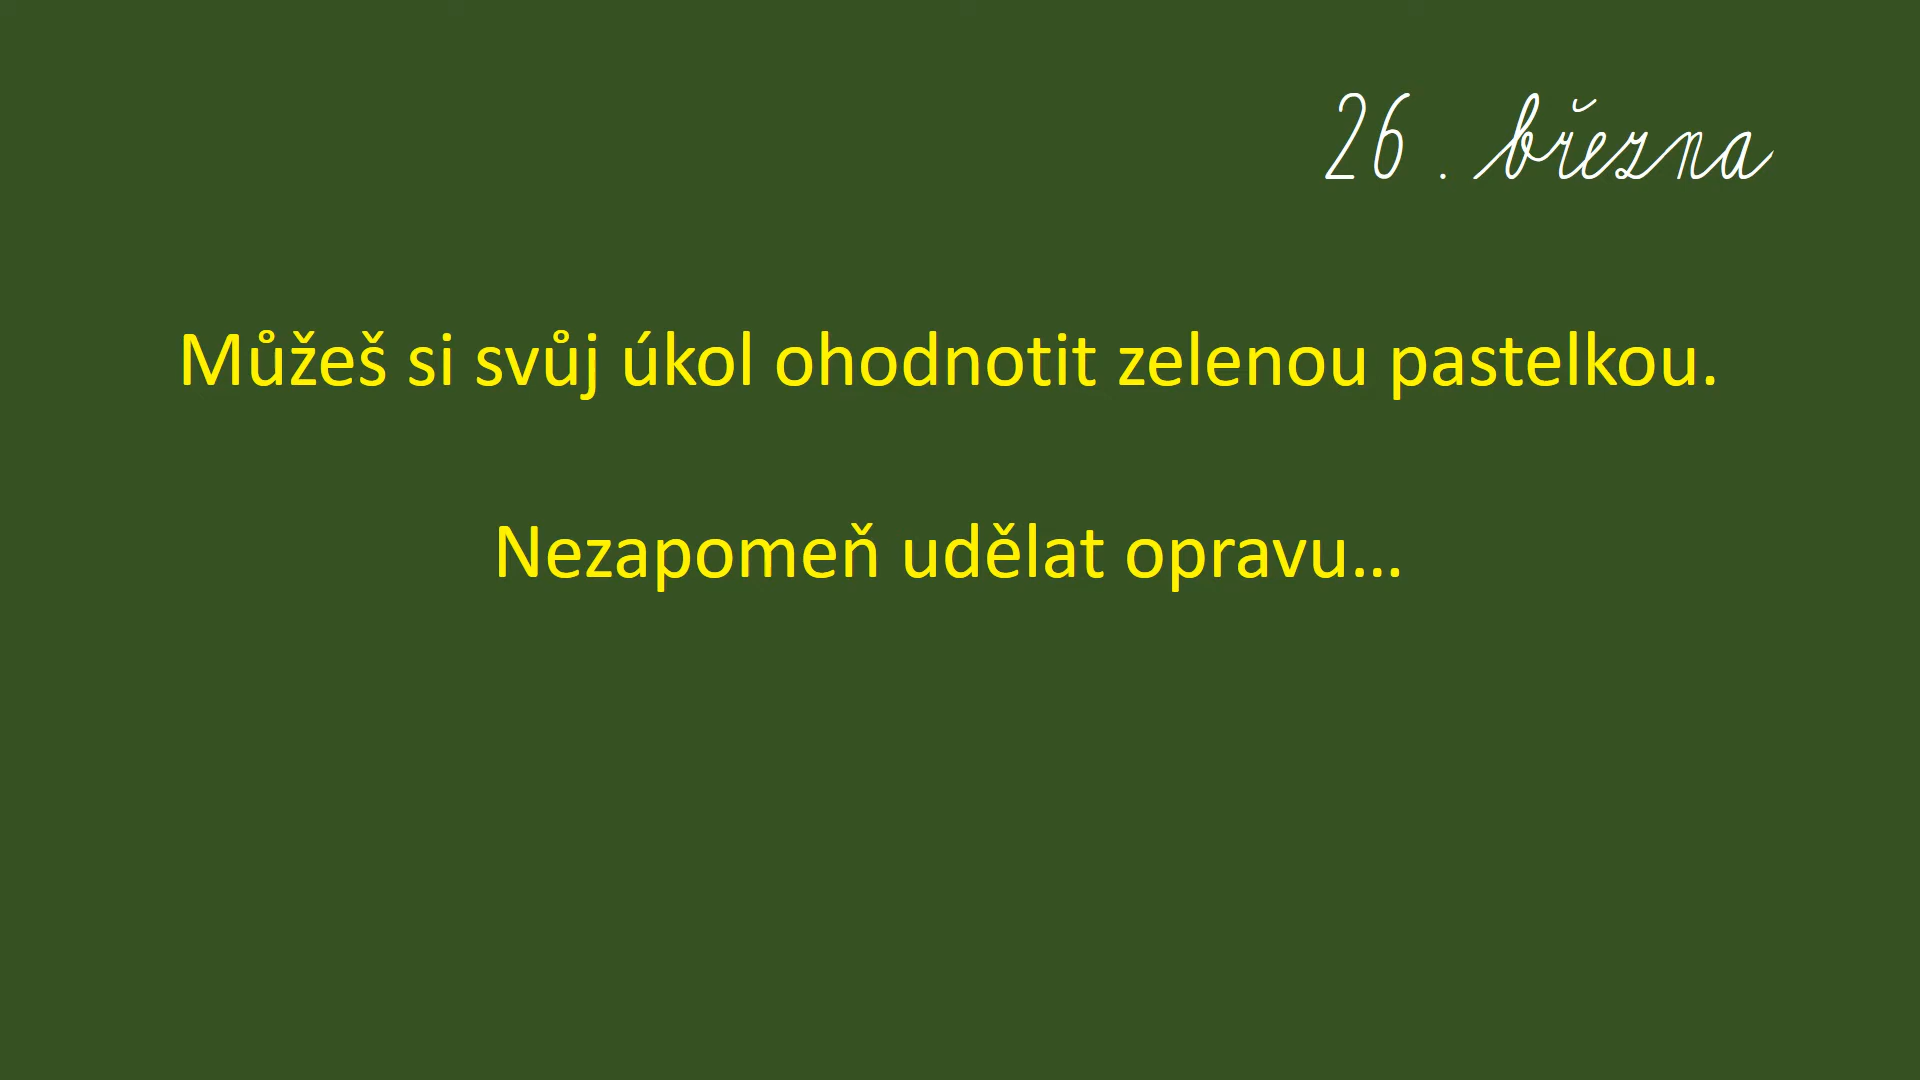 26. března
Můžeš si svůj úkol ohodnotit zelenou pastelkou.
Nezapomeň udělat opravu...